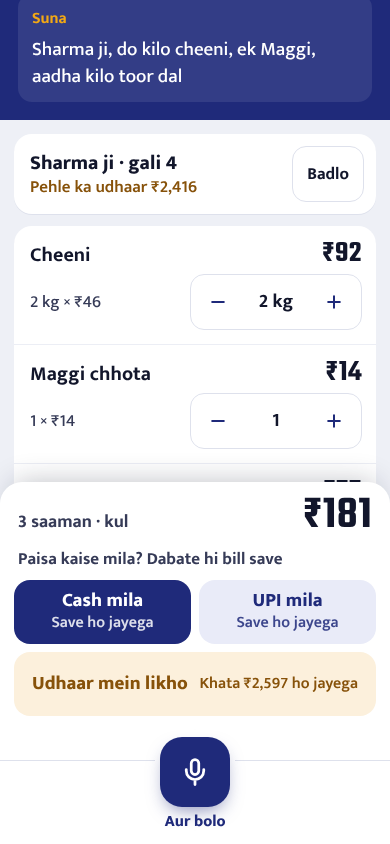 Suna
Sharma ji, do kilo cheeni, ek Maggi,
aadha kilo toor dal
Sharma ji · gali 4
Pehle ka udhaar ₹2,416
Badlo
Cheeni
₹92
2 kg × ₹46
− 2 kg +
Maggi chhota
₹14
1 × ₹14
− 1 +
3 saaman · kul
₹181
Paisa kaise mila? Dabate hi bill save
Cash mila
Save ho jayega
UPI mila
Save ho jayega
Udhaar mein likho
Khata ₹2,597 ho jayega
Aur bolo